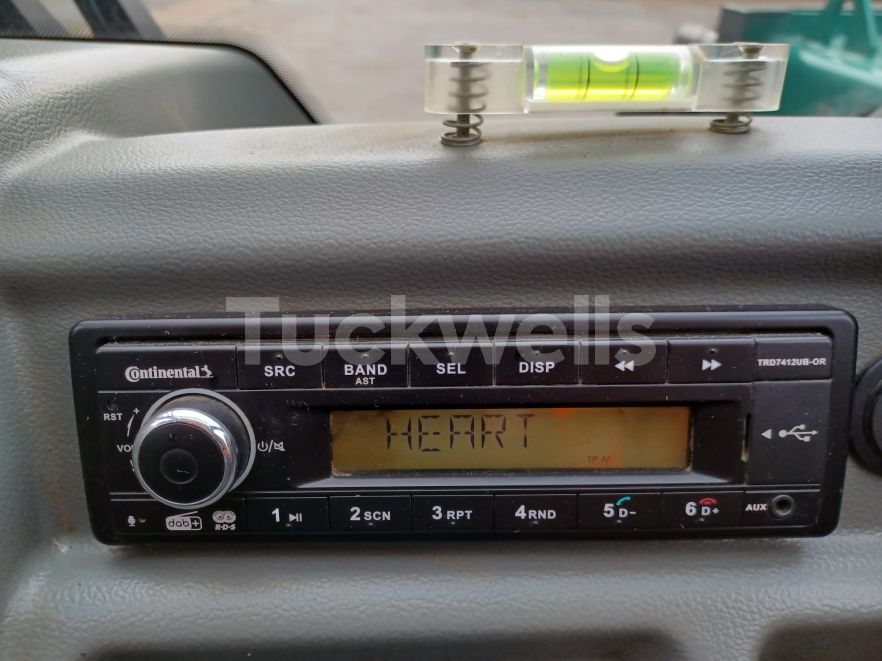 Tuckwells
Continental
SRC
BAND
AST
SEL
DISP
TRD7412UB-OR
RST
VOL
HEART
TP AF
dab+
R·D·S
1
2 SCN
3 RPT
4 RND
5 D-
6 D+
AUX